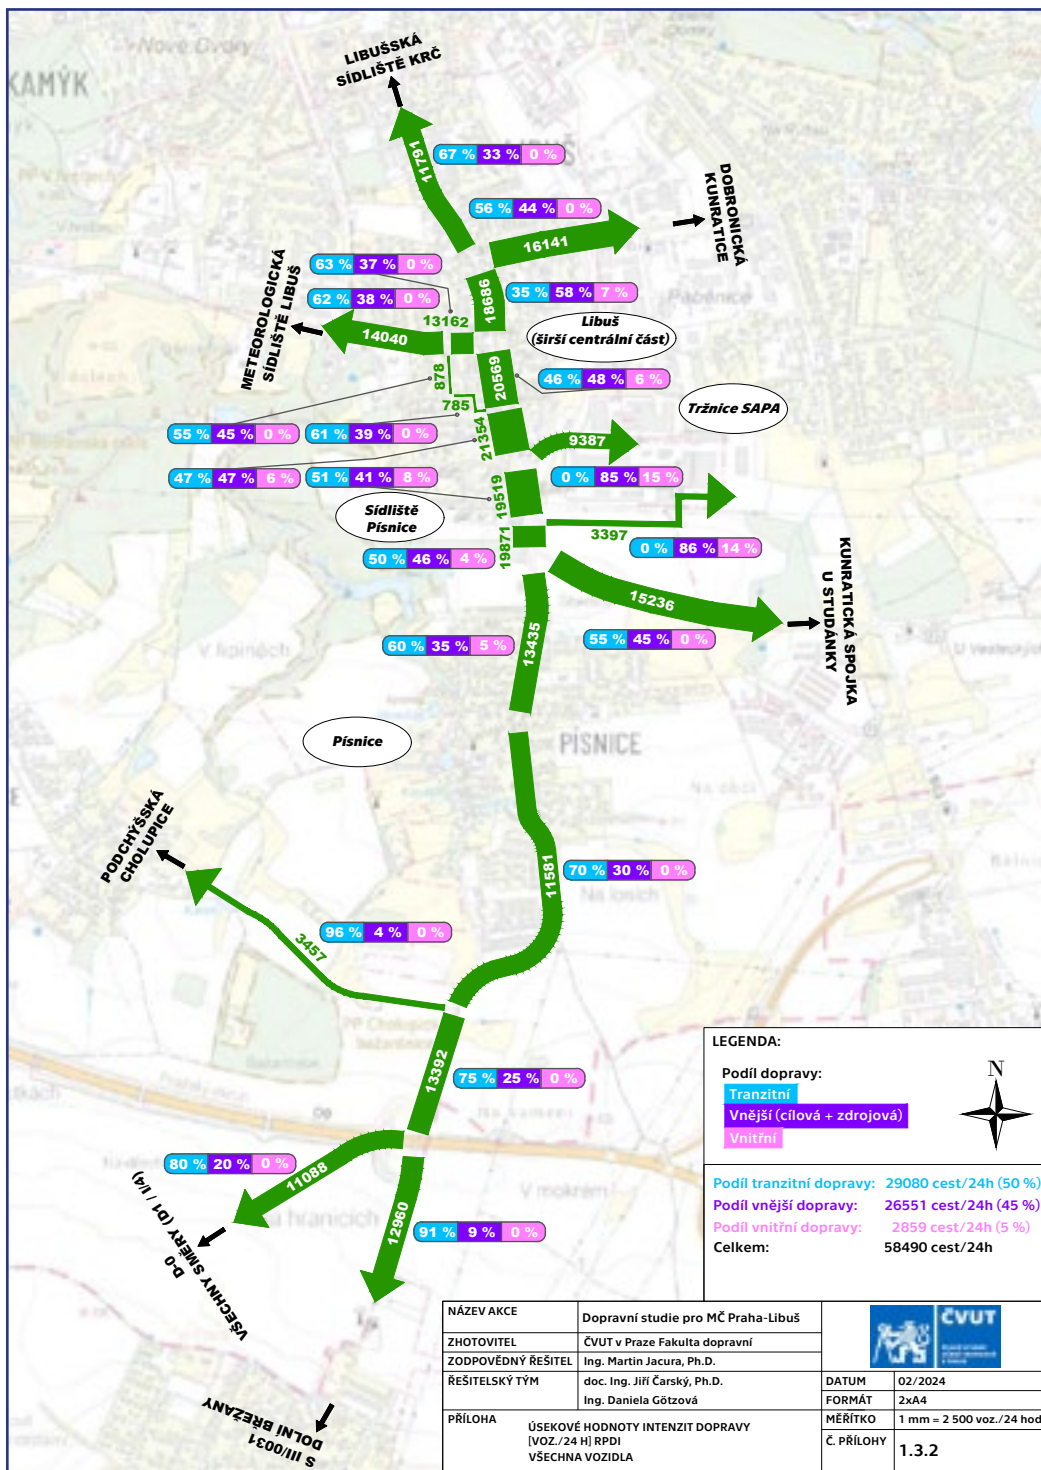 LIBUŠSKÁ
SÍDLIŠTĚ KRČ
KAMÝK
Nové Dvory
LIBUŠ
11791
67 % 33 % 0 %
DOBRONICKÁ
KUNRATICE
56 % 44 % 0 %
16141
63 % 37 % 0 %
METEOROLOGICKÁ
SÍDLIŠTĚ LIBUŠ
62 % 38 % 0 %
18686
35 % 58 % 7 %
13162
14040
Libuš
(širší centrální část)
878
20569
46 % 48 % 6 %
785
Tržnice SAPA
55 % 45 % 0 %
61 % 39 % 0 %
21354
9387
47 % 47 % 6 %
51 % 41 % 8 %
0 % 85 % 15 %
19519
Sídliště
Písnice
3397
19871
50 % 46 % 4 %
0 % 86 % 14 %
KUNRATICKÁ SPOJKA
U STUDÁNKY
15236
13435
60 % 35 % 5 %
55 % 45 % 0 %
Písnice
PÍSNICE
PODCHÝŠSKÁ
CHOLUPICE
11581
70 % 30 % 0 %
Na losích
96 % 4 % 0 %
3457
13392
75 % 25 % 0 %
80 % 20 % 0 %
11088
V mokrém
hranicích
12960
91 % 9 % 0 %
D-0
VŠECHNY SMĚRY (D1 / I/4)
S III/0031
DOLNÍ BŘEŽANY
LEGENDA:
N
Podíl dopravy:
Tranzitní
Vnější (cílová + zdrojová)
Vnitřní
Podíl tranzitní dopravy: 29080 cest/24h (50 %)
Podíl vnější dopravy: 26551 cest/24h (45 %)
Podíl vnitřní dopravy: 2859 cest/24h (5 %)
Celkem: 58490 cest/24h
NÁZEV AKCE Dopravní studie pro MČ Praha-Libuš
ZHOTOVITEL ČVUT v Praze Fakulta dopravní
ZODPOVĚDNÝ ŘEŠITEL Ing. Martin Jacura, Ph.D.
ŘEŠITELSKÝ TÝM doc. Ing. Jiří Čarský, Ph.D.
Ing. Daniela Götzová
PŘÍLOHA ÚSEKOVÉ HODNOTY INTENZIT DOPRAVY
[VOZ./24 H] RPDI
VŠECHNA VOZIDLA
ČVUT
DATUM 02/2024
FORMÁT 2xA4
MĚŘÍTKO 1 mm = 2 500 voz./24 hod
Č. PŘÍLOHY 1.3.2